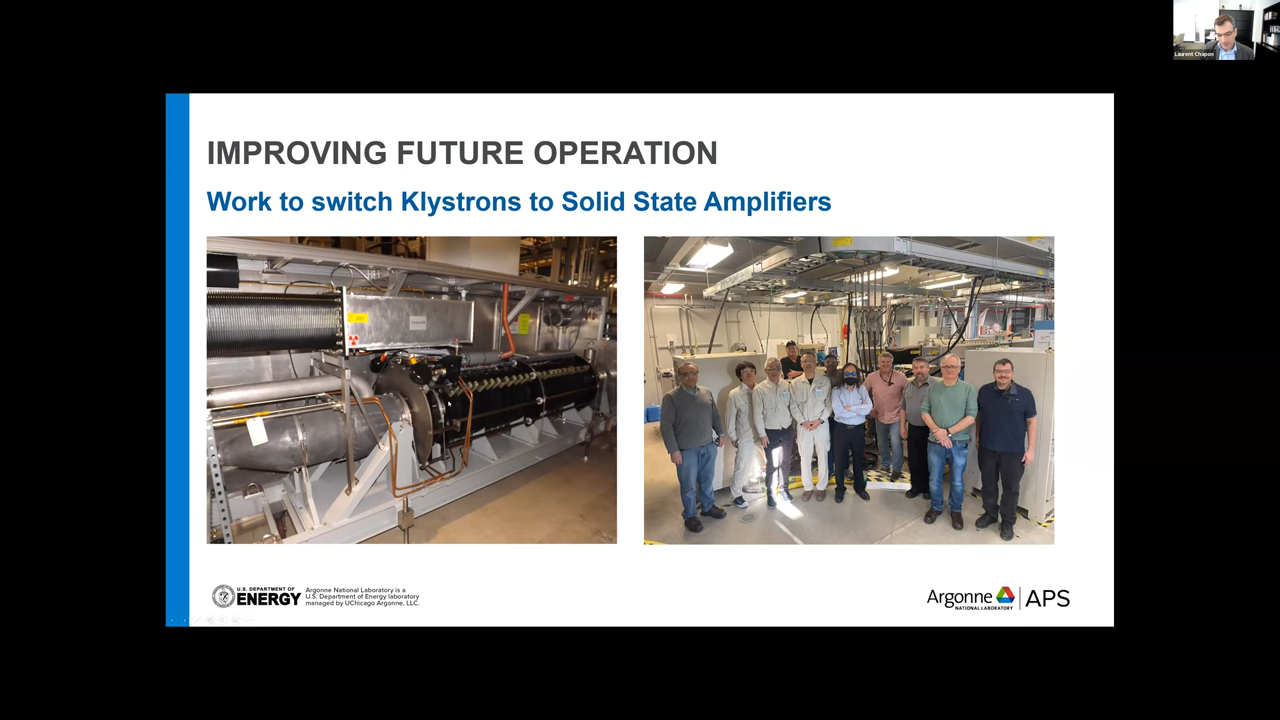 Laurent Chapon
IMPROVING FUTURE OPERATION
Work to switch Klystrons to Solid State Amplifiers
U.S. DEPARTMENT OF
ENERGY
Argonne National Laboratory is a
U.S. Department of Energy laboratory
managed by UChicago Argonne, LLC.
Argonne
NATIONAL LABORATORY
APS